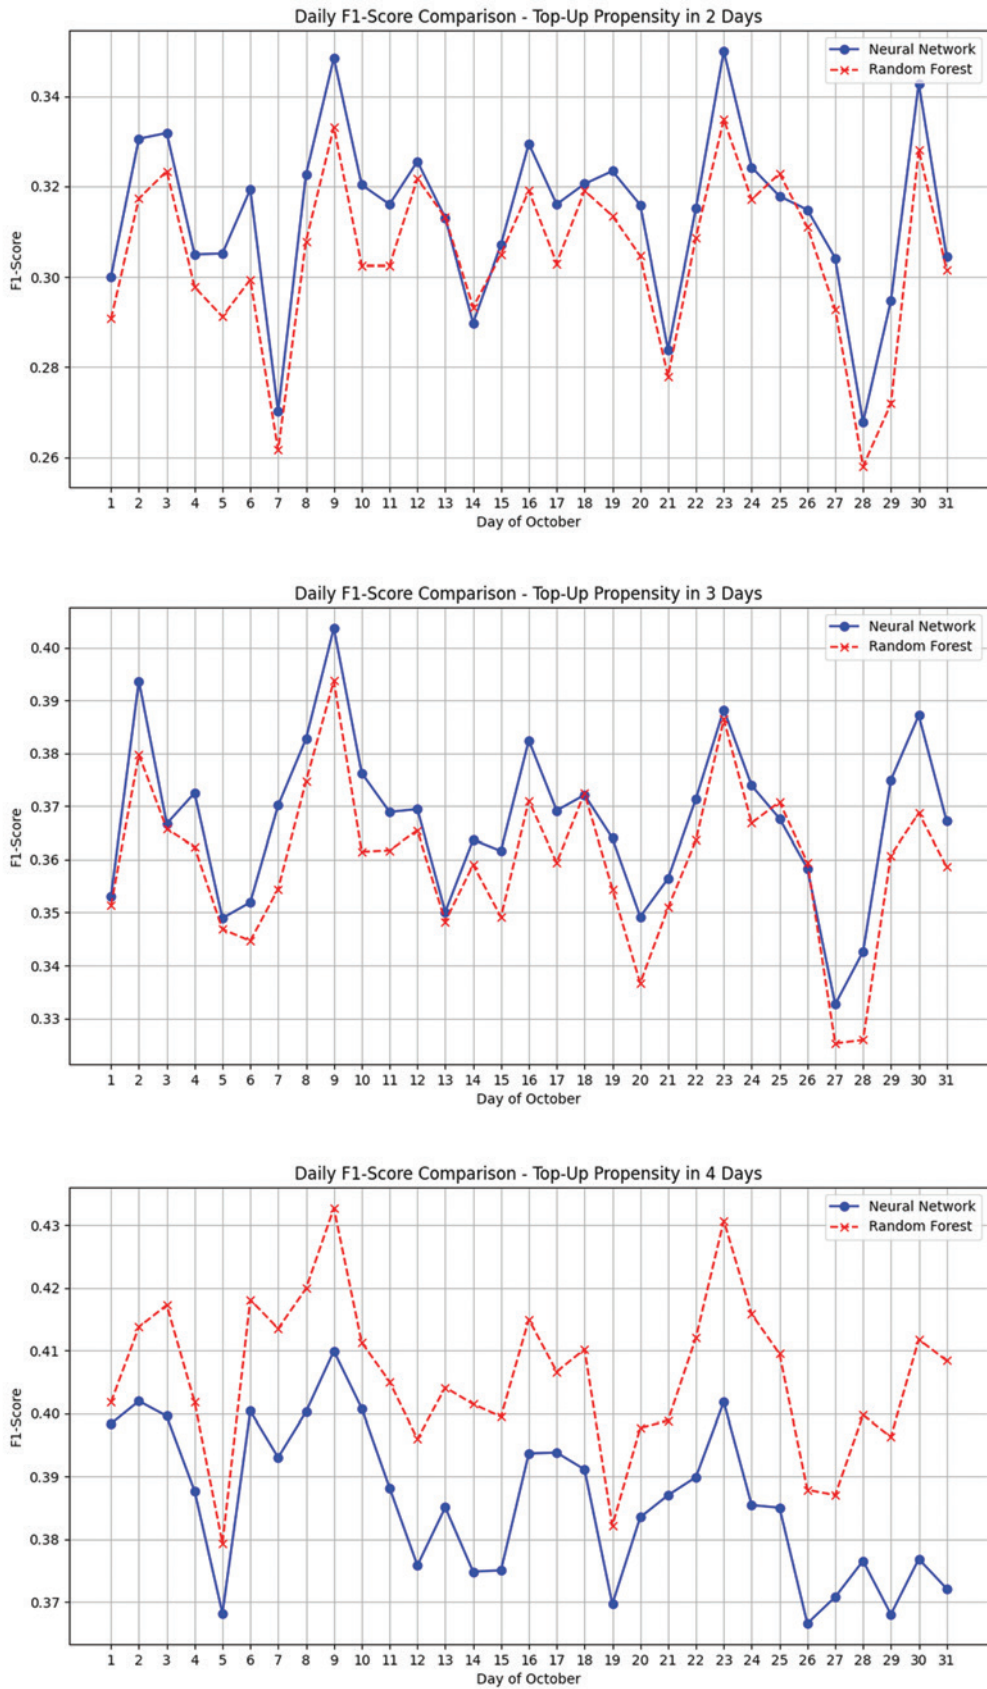 Daily F1-Score Comparison - Top-Up Propensity in 2 Days
Neural Network
Random Forest
F1-Score
0.34
0.32
0.30
0.28
0.26
1 2 3 4 5 6 7 8 9 10 11 12 13 14 15 16 17 18 19 20 21 22 23 24 25 26 27 28 29 30 31
Day of October
Daily F1-Score Comparison - Top-Up Propensity in 3 Days
Neural Network
Random Forest
F1-Score
0.40
0.39
0.38
0.37
0.36
0.35
0.34
0.33
1 2 3 4 5 6 7 8 9 10 11 12 13 14 15 16 17 18 19 20 21 22 23 24 25 26 27 28 29 30 31
Day of October
Daily F1-Score Comparison - Top-Up Propensity in 4 Days
Neural Network
Random Forest
F1-Score
0.43
0.42
0.41
0.40
0.39
0.38
0.37
1 2 3 4 5 6 7 8 9 10 11 12 13 14 15 16 17 18 19 20 21 22 23 24 25 26 27 28 29 30 31
Day of October